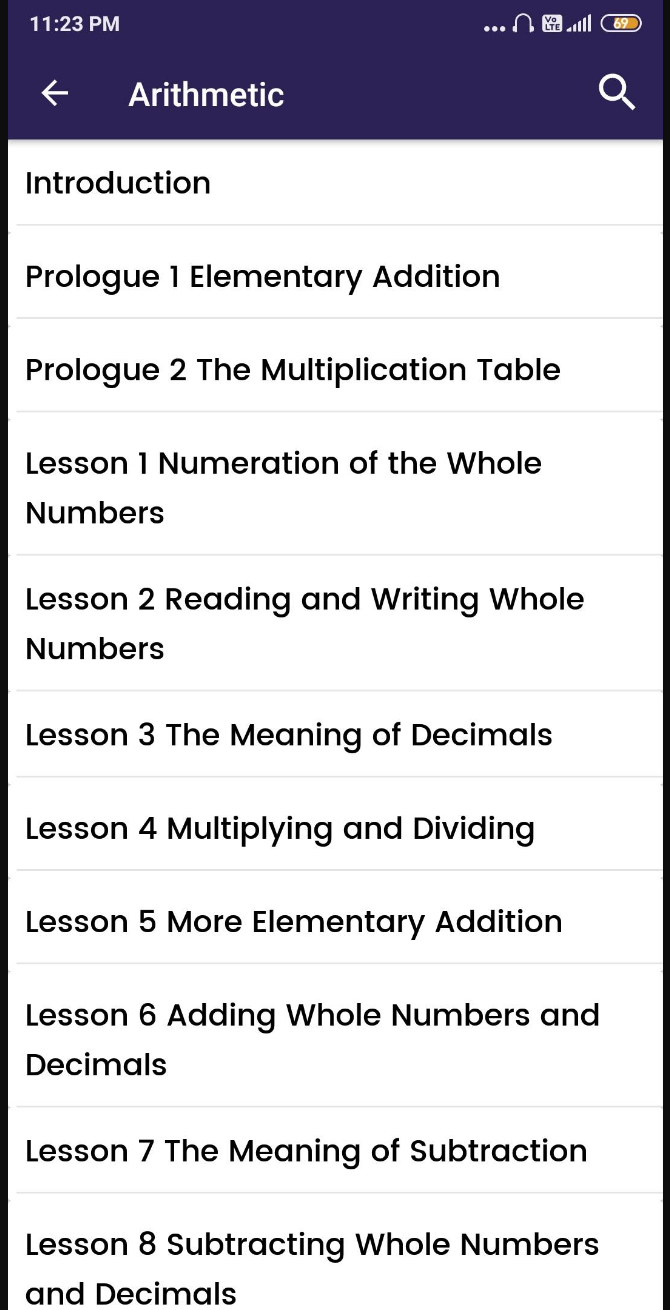 11:23 PM
Vo LTE
69
Arithmetic
Introduction
Prologue 1 Elementary Addition
Prologue 2 The Multiplication Table
Lesson 1 Numeration of the Whole
Numbers
Lesson 2 Reading and Writing Whole
Numbers
Lesson 3 The Meaning of Decimals
Lesson 4 Multiplying and Dividing
Lesson 5 More Elementary Addition
Lesson 6 Adding Whole Numbers and
Decimals
Lesson 7 The Meaning of Subtraction
Lesson 8 Subtracting Whole Numbers
and Decimals